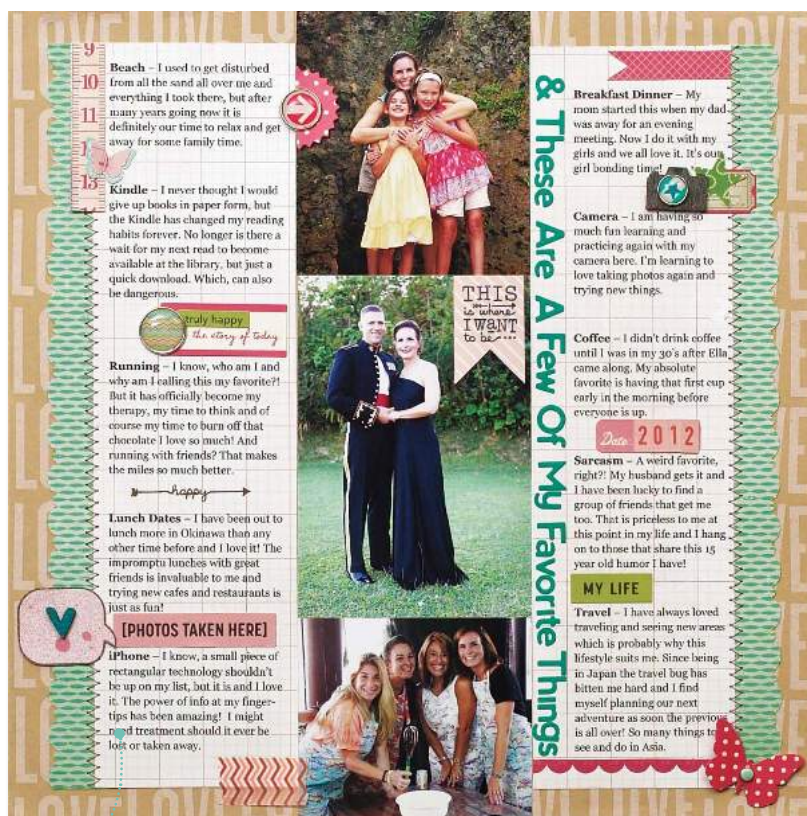 9
10
11
13
Beach – I used to get disturbed
from all the sand all over me and
everything I took there, but after
many years going now it is
definitely our time to relax and get
away for some family time.
Kindle – I never thought I would
give up books in paper form, but
the Kindle has changed my reading
habits forever. No longer is there a
wait for my next read to become
available at the library, but just a
quick download. Which, can also
be dangerous.
truly happy
the story of today
Running – I know, who am I and
why am I calling this my favorite?!
But it has officially become my
therapy, my time to think and of
course my time to burn off that
chocolate I love so much! And
running with friends? That makes
the miles so much better.
happy
Lunch Dates – I have been out to
lunch more in Okinawa than any
other time before and I love it! The
impromptu lunches with great
friends is invaluable to me and
trying new cafes and restaurants is
just as fun!
[PHOTOS TAKEN HERE]
iPhone – I know, a small piece of
rectangular technology shouldn't
be up on my list, but it is and I love
it. The power of info at my finger-
tips has been amazing! I might
need treatment should it ever be
lost or taken away.
THIS
is where
I WANT
to be
& These Are A Few Of My Favorite Things
Breakfast Dinner – My
mom started this when my dad
was away for an evening
meeting. Now I do it with my
girls and we all love it. It's our
girl bonding time!
Camera – I am having so
much fun learning and
practicing again with my
camera here. I'm learning to
love taking photos again and
trying new things.
Coffee – I didn't drink coffee
until I was in my 30's after Ella
came along. My absolute
favorite is having that first cup
early in the morning before
everyone is up.
Date 2012
Sarcasm – A weird favorite,
right?! My husband gets it and
I have been lucky to find a
group of friends that get me
too. That is priceless to me at
this point in my life and I hang
on to those that share this 15
year old humor I have!
MY LIFE
Travel – I have always loved
traveling and seeing new areas
which is probably why this
lifestyle suits me. Since being
in Japan the travel bug has
bitten me hard and I find
myself planning our next
adventure as soon the previous
is all over! So many things to
see and do in Asia.